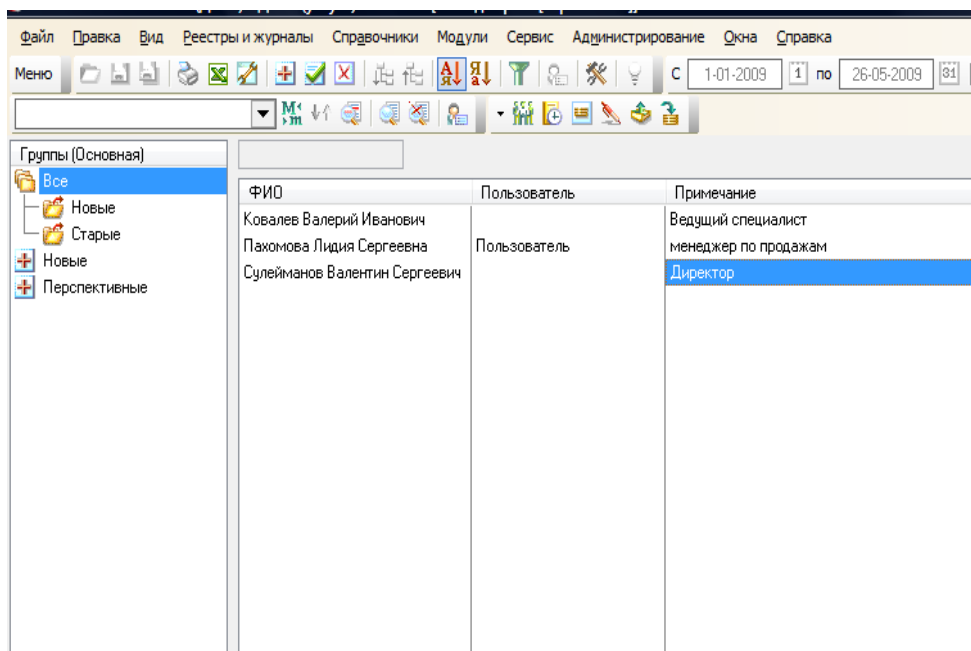 Файл Правка Вид Реестры и журналы Справочники Модули Сервис Администрирование Окна Справка
Меню С 1-01-2009 1 по 26-05-2009 31
Группы (Основная)
Все
Новые
Старые
Новые
Перспективные
ФИО Пользователь Примечание
Ковалев Валерий Иванович Ведущий специалист
Пахомова Лидия Сергеевна Пользователь менеджер по продажам
Сулейманов Валентин Сергеевич Директор